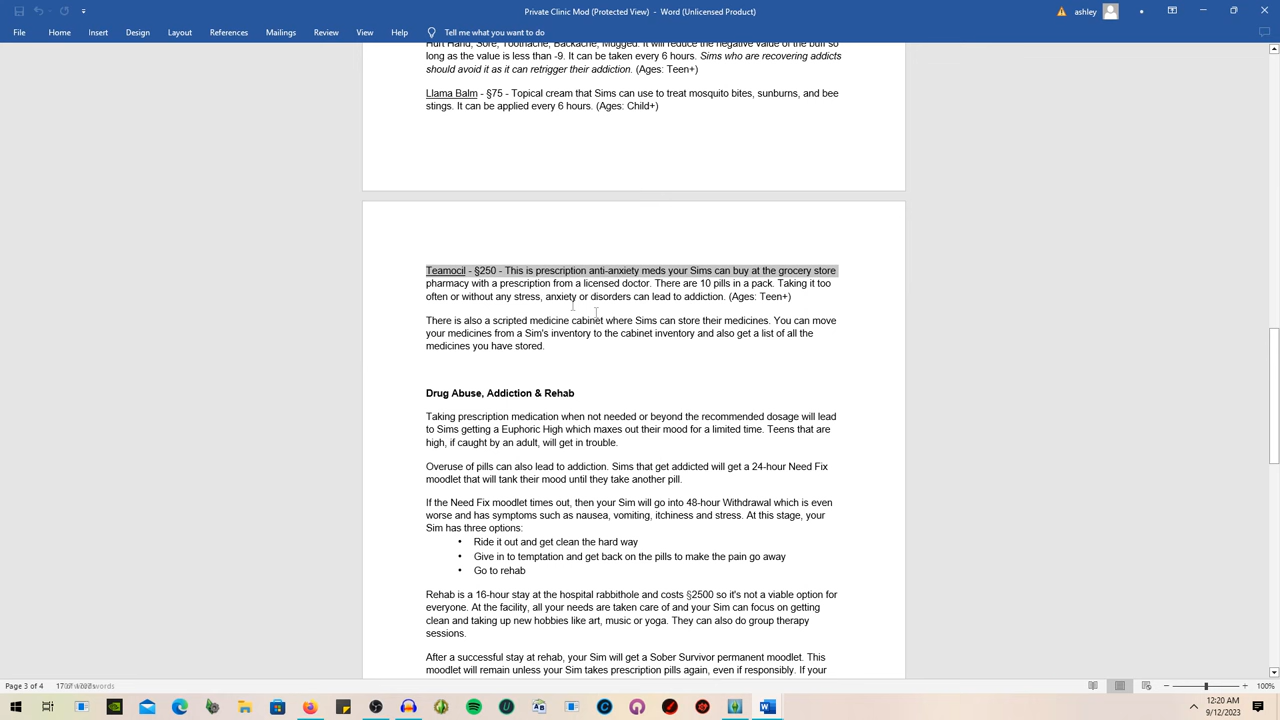 Private Clinic Mod (Protected View) - Word (Unlicensed Product)
ashley
File Home Insert Design Layout References Mailings Review View Help Tell me what you want to do
Hurt Hand, Sore, Toothache, Backache, Mugged. It will reduce the negative value of the buff so
long as the value is less than -9. It can be taken every 6 hours. Sims who are recovering addicts
should avoid it as it can retrigger their addiction. (Ages: Teen+)
Llama Balm - §75 - Topical cream that Sims can use to treat mosquito bites, sunburns, and bee
stings. It can be applied every 6 hours. (Ages: Child+)
Teamocil - §250 - This is prescription anti-anxiety meds your Sims can buy at the grocery store
pharmacy with a prescription from a licensed doctor. There are 10 pills in a pack. Taking it too
often or without any stress, anxiety or disorders can lead to addiction. (Ages: Teen+)
There is also a scripted medicine cabinet where Sims can store their medicines. You can move
your medicines from a Sim's inventory to the cabinet inventory and also get a list of all the
medicines you have stored.
Drug Abuse, Addiction & Rehab
Taking prescription medication when not needed or beyond the recommended dosage will lead
to Sims getting a Euphoric High which maxes out their mood for a limited time. Teens that are
high, if caught by an adult, will get in trouble.
Overuse of pills can also lead to addiction. Sims that get addicted will get a 24-hour Need Fix
moodlet that will tank their mood until they take another pill.
If the Need Fix moodlet times out, then your Sim will go into 48-hour Withdrawal which is even
worse and has symptoms such as nausea, vomiting, itchiness and stress. At this stage, your
Sim has three options:
• Ride it out and get clean the hard way
• Give in to temptation and get back on the pills to make the pain go away
• Go to rehab
Rehab is a 16-hour stay at the hospital rabbithole and costs §2500 so it's not a viable option for
everyone. At the facility, all your needs are taken care of and your Sim can focus on getting
clean and taking up new hobbies like art, music or yoga. They can also do group therapy
sessions.
After a successful stay at rehab, your Sim will get a Sober Survivor permanent moodlet. This
moodlet will remain unless your Sim takes prescription pills again, even if responsibly. If your
Page 3 of 4
100%
12:20 AM
9/12/2023